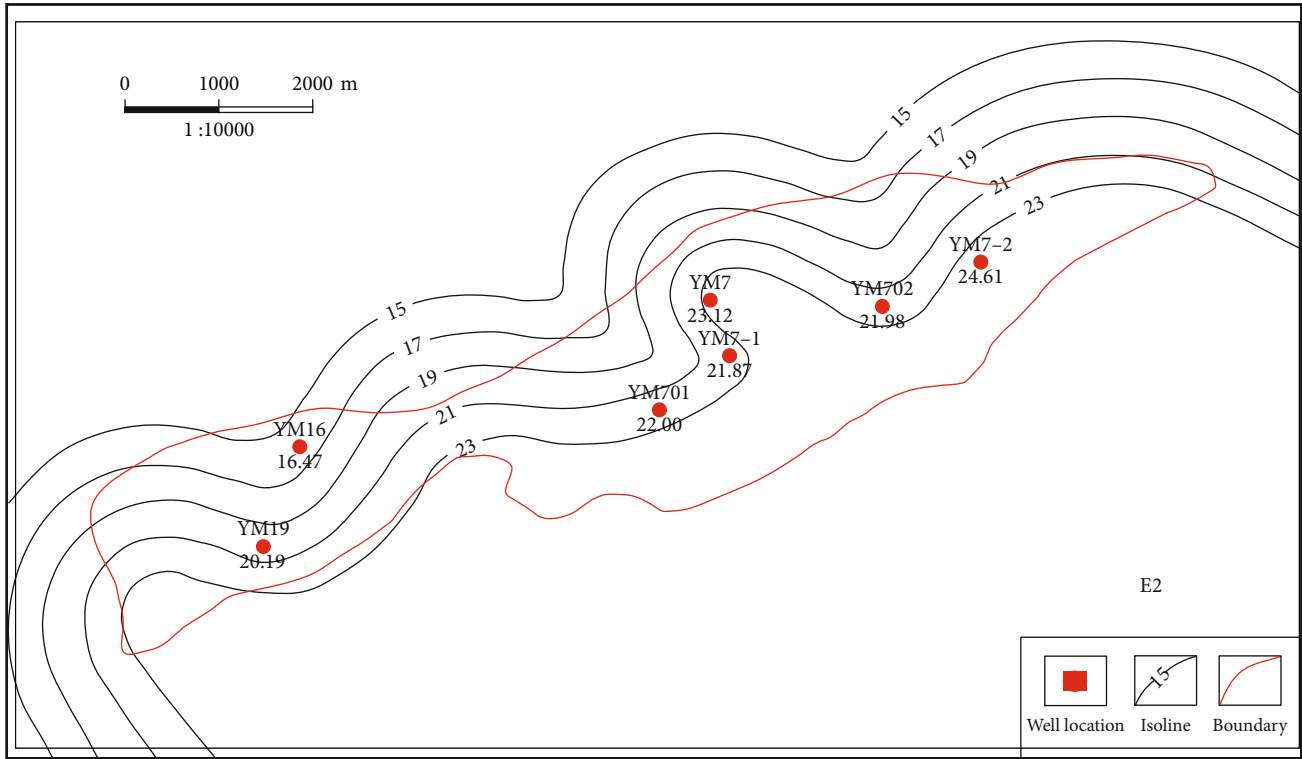 0 1000 2000 m
1 :10000
15
17
19
21
23
YM7–2
24.61
YM7
23.12
YM702
21.98
15
YM7–1
21.87
17
19
YM701
22.00
21
YM16
16.47
23
YM19
20.19
E2
15
Well location Isoline Boundary